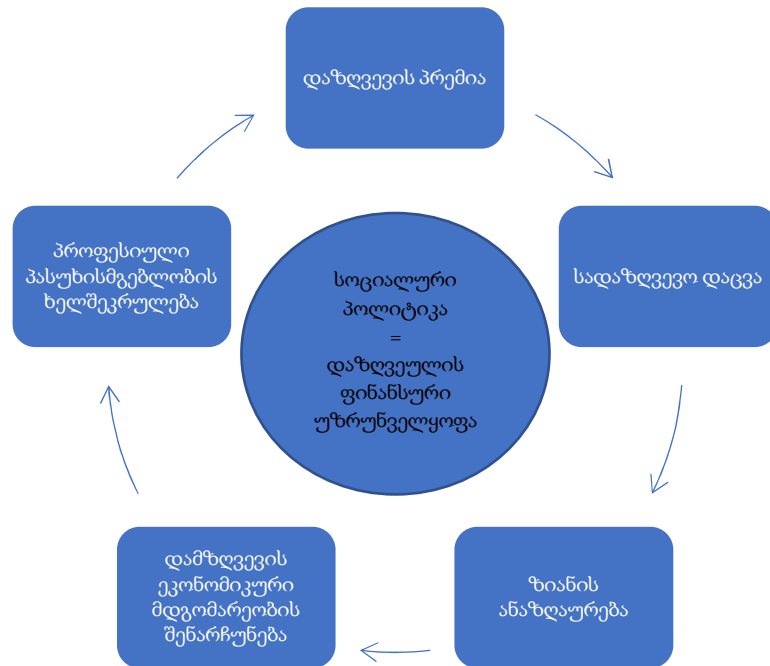 დაზღვევის პრემია
სადაზღვევო დაცვა
ზიანის
ანაზღაურება
დამზღვევის
ეკონომიკური
მდგომარეობის
შენარჩუნება
პროფესიული
პასუხისმგებლობის
ხელშეკრულება
სოციალური
პოლიტიკა
=
დაზღვეულის
ფინანსური
უზრუნველყოფა